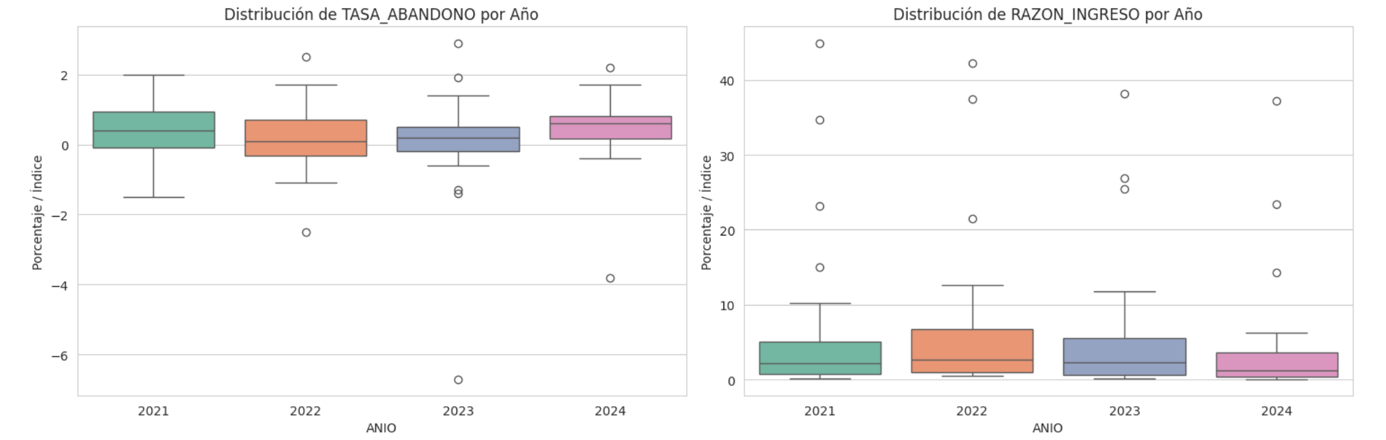 Distribución de TASA_ABANDONO por Año
Porcentaje / Índice
2
0
−2
−4
−6
2021 2022 2023 2024
ANIO
Distribución de RAZON_INGRESO por Año
Porcentaje / Índice
40
30
20
10
0
2021 2022 2023 2024
ANIO